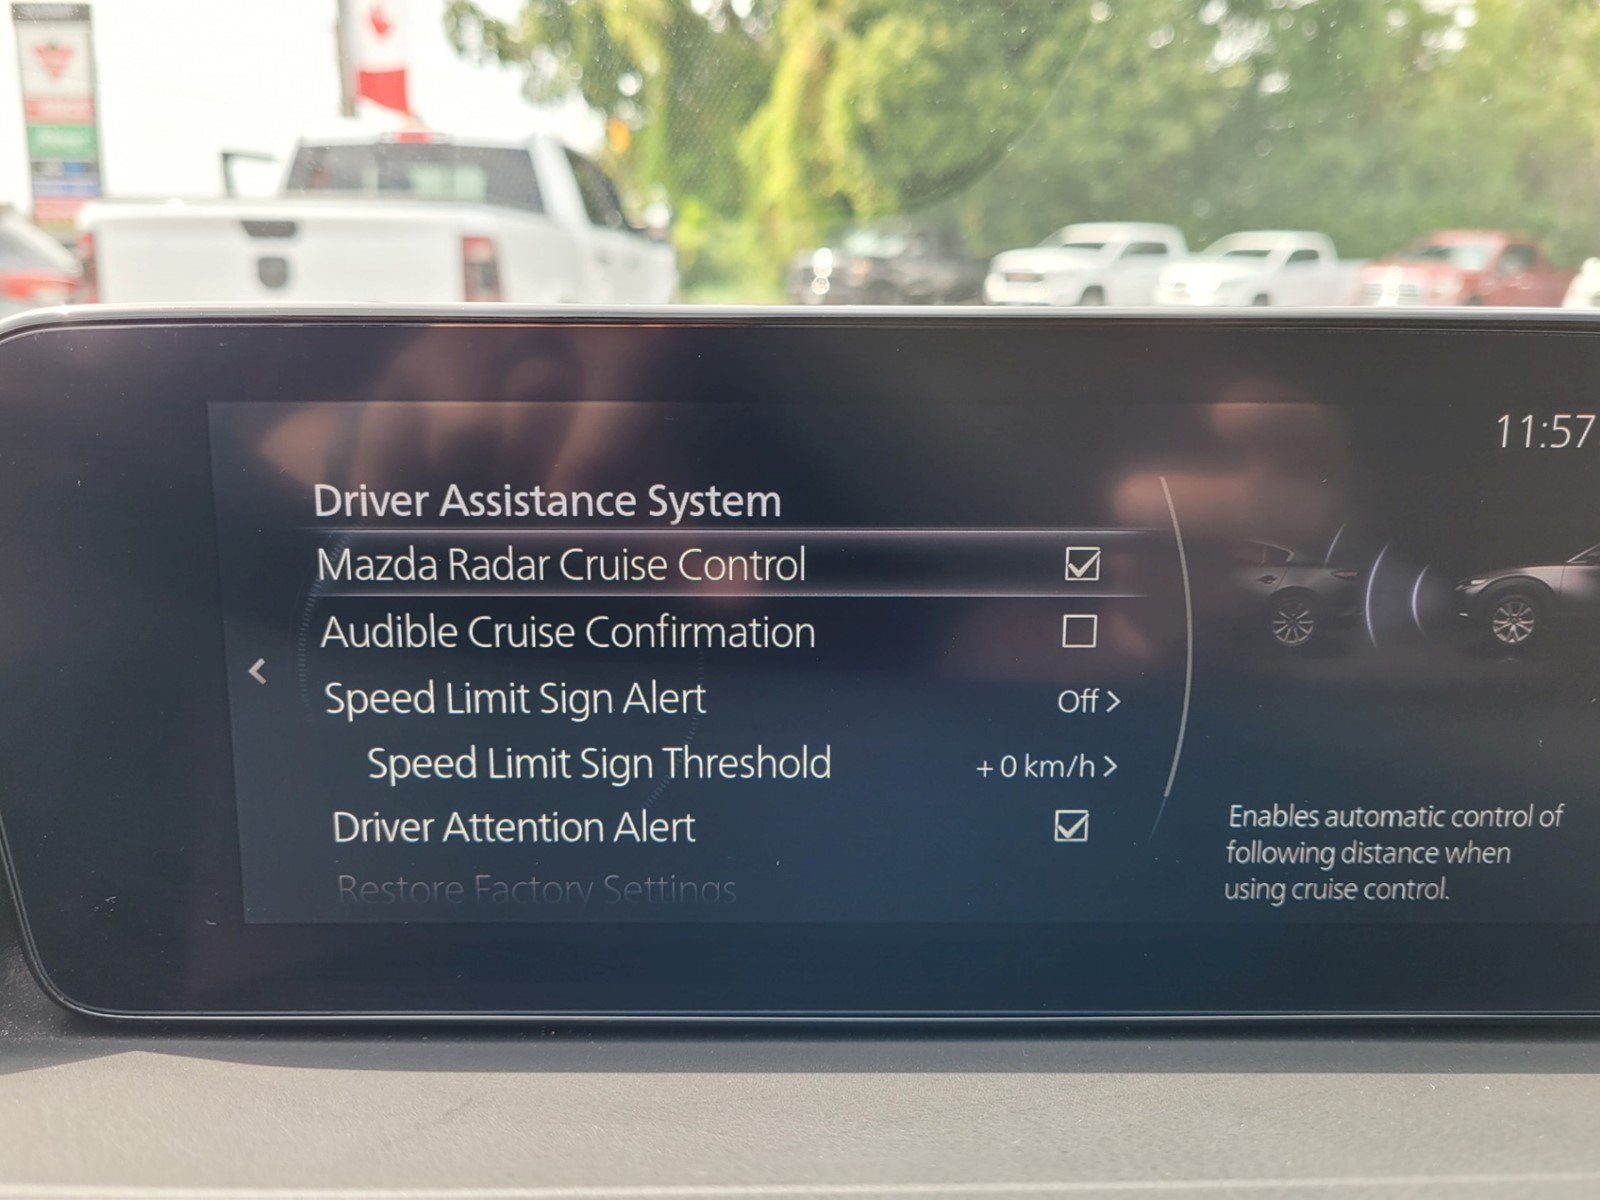 11:57
Driver Assistance System
Mazda Radar Cruise Control
Audible Cruise Confirmation
Speed Limit Sign Alert Off >
Speed Limit Sign Threshold + 0 km/h >
Driver Attention Alert
Restore Factory Settings
Enables automatic control of
following distance when
using cruise control.